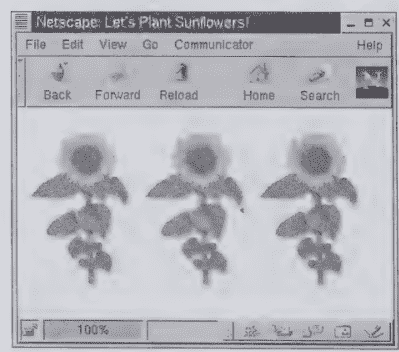 Netscape: Let's Plant Sunflowers!
File Edit View Go Communicator Help
Back Forward Reload Home Search
100%